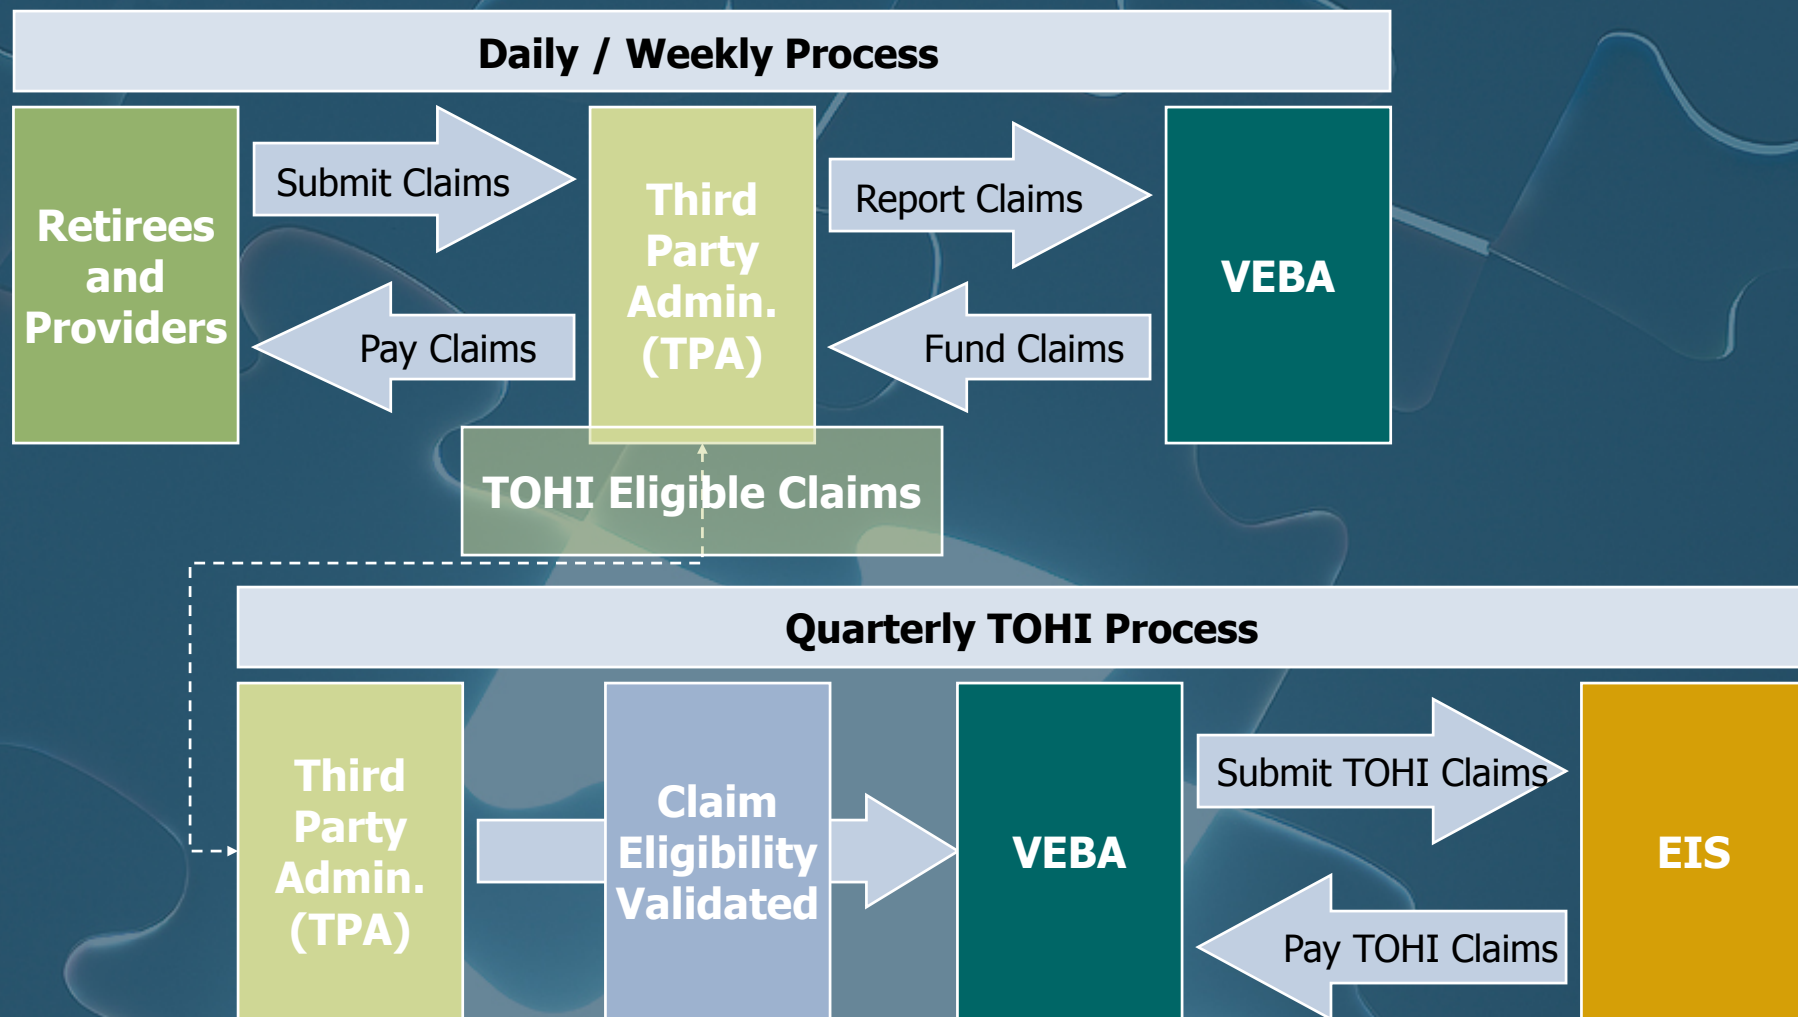 Daily / Weekly Process
Retirees
and
Providers
Submit Claims
Pay Claims
Third
Party
Admin.
(TPA)
Report Claims
Fund Claims
VEBA
TOHI Eligible Claims
Quarterly TOHI Process
Third
Party
Admin.
(TPA)
Claim
Eligibility
Validated
VEBA
Submit TOHI Claims
Pay TOHI Claims
EIS